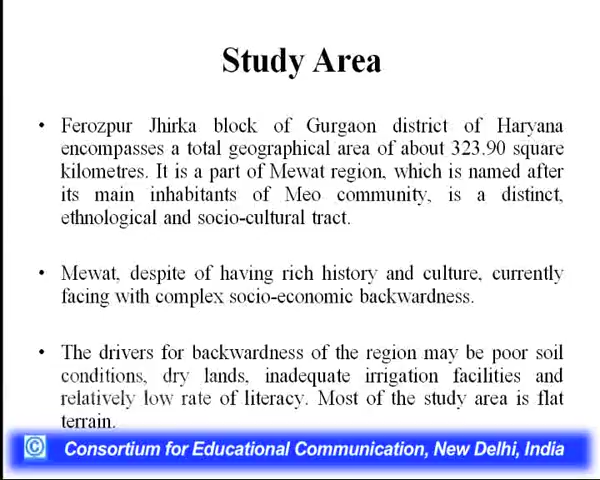 Study Area
• Ferozpur Jhirka block of Gurgaon district of Haryana
encompasses a total geographical area of about 323.90 square
kilometres. It is a part of Mewat region, which is named after
its main inhabitants of Meo community, is a distinct,
ethnological and socio-cultural tract.
• Mewat, despite of having rich history and culture, currently
facing with complex socio-economic backwardness.
• The drivers for backwardness of the region may be poor soil
conditions, dry lands, inadequate irrigation facilities and
relatively low rate of literacy. Most of the study area is flat
terrain.
© Consortium for Educational Communication, New Delhi, India